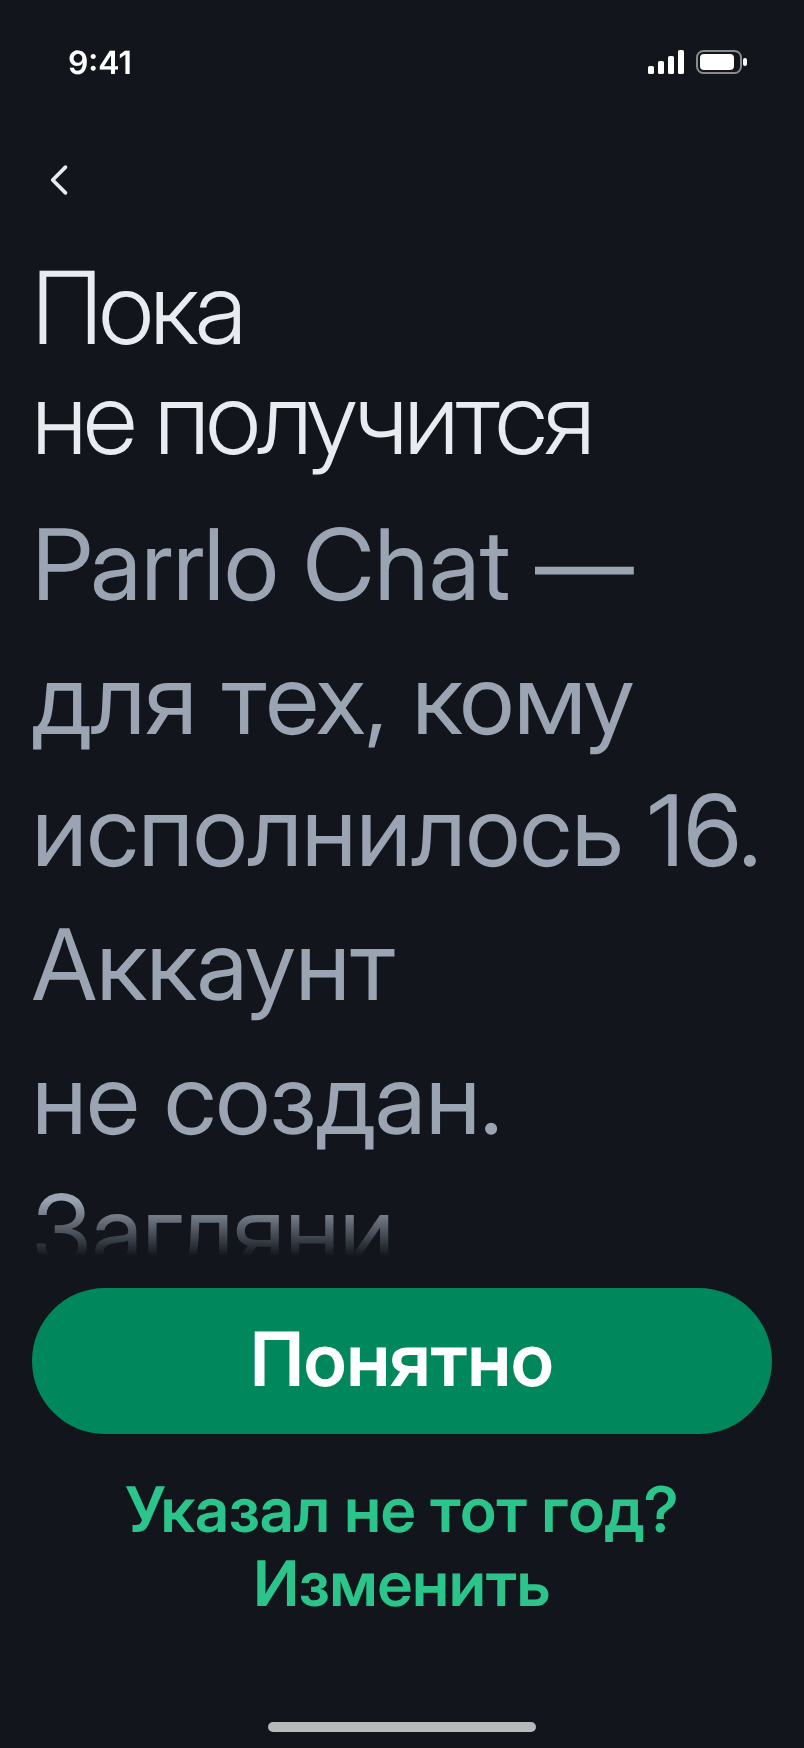 9:41
Пока
не получится
Parrlo Chat —
для тех, кому
исполнилось 16.
Аккаунт
не создан.
Загляни
Понятно
Указал не тот год?
Изменить